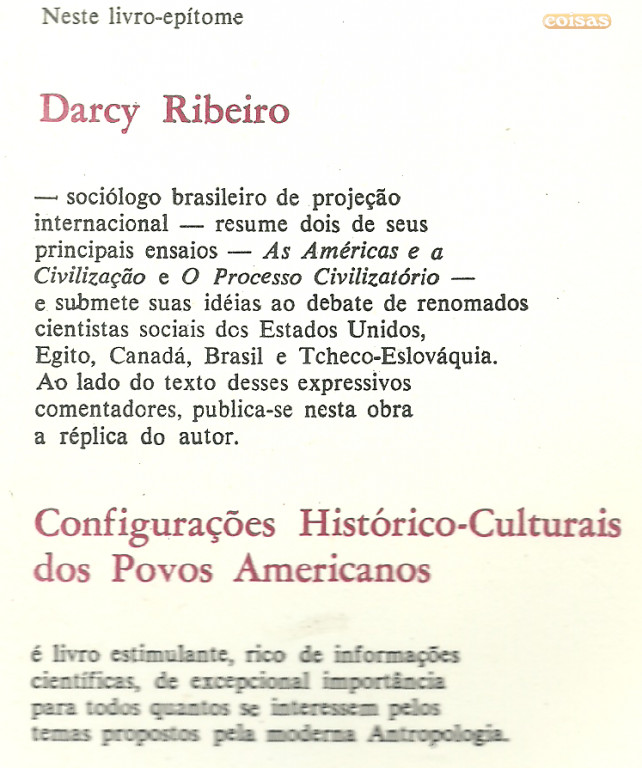 Neste livro-epítome
coisas
Darcy Ribeiro
— sociólogo brasileiro de projeção
internacional — resume dois de seus
principais ensaios — As Américas e a
Civilização e O Processo Civilizatório —
e submete suas idéias ao debate de renomados
cientistas sociais dos Estados Unidos,
Egito, Canadá, Brasil e Tcheco-Eslováquia.
Ao lado do texto desses expressivos
comentadores, publica-se nesta obra
a réplica do autor.
Configurações Histórico-Culturais
dos Povos Americanos
é livro estimulante, rico de informações
científicas, de excepcional importância
para todos quantos se interessem pelos
temas propostos pela moderna Antropologia.